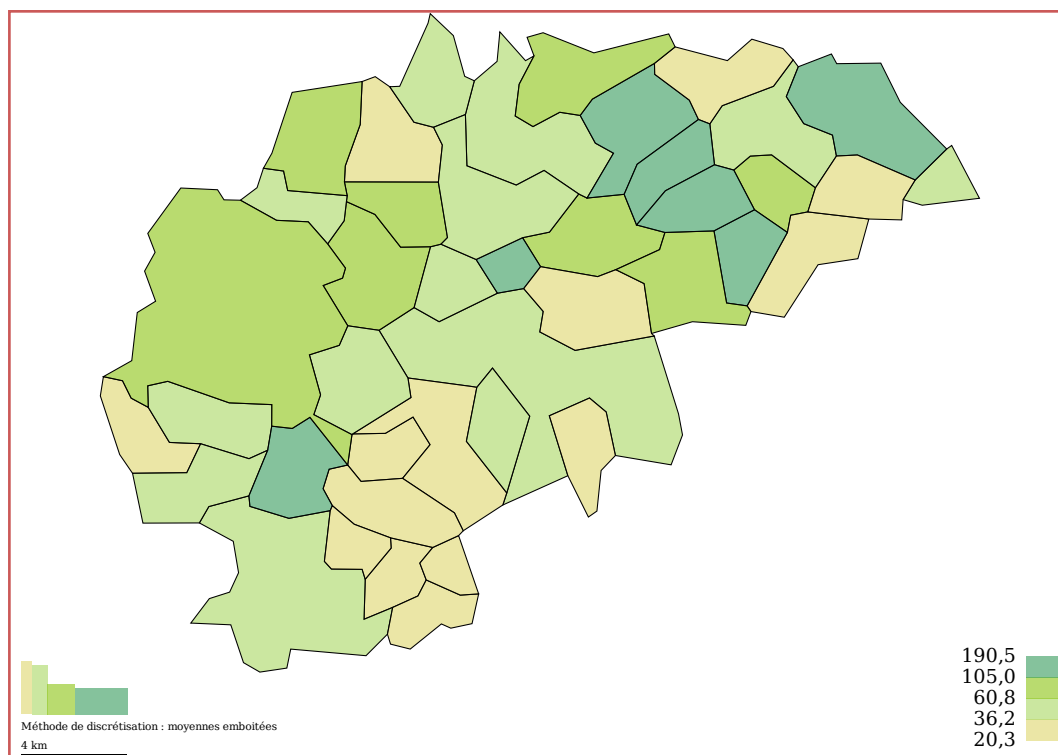 190,5
105,0
60,8
36,2
20,3
Méthode de discrétisation : moyennes emboitées
4 km